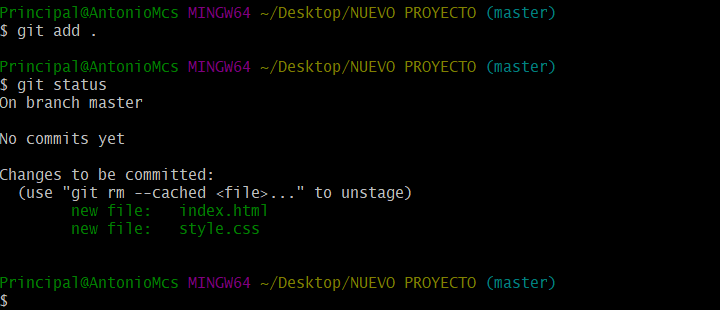 Principal@AntonioMcs MINGW64 ~/Desktop/NUEVO PROYECTO (master)
$ git add .
Principal@AntonioMcs MINGW64 ~/Desktop/NUEVO PROYECTO (master)
$ git status
On branch master
No commits yet
Changes to be committed:
  (use "git rm --cached <file>..." to unstage)
        new file:   index.html
        new file:   style.css
Principal@AntonioMcs MINGW64 ~/Desktop/NUEVO PROYECTO (master)
$